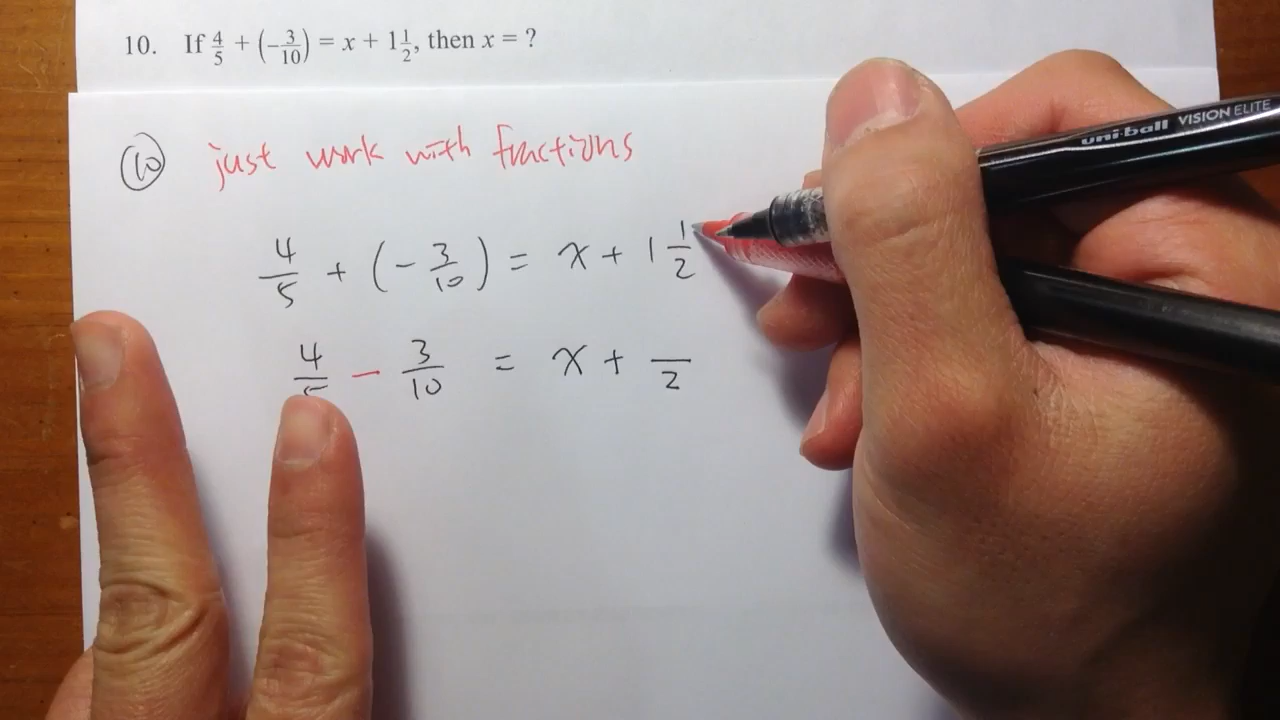 10. If 4/5 + (−3/10) = x + 1 1/2, then x = ?
uni-ball VISION ELITE
10 just work with fractions
4/5 + (−3/10) = x + 1 1/2
4/5 − 3/10 = x + /2